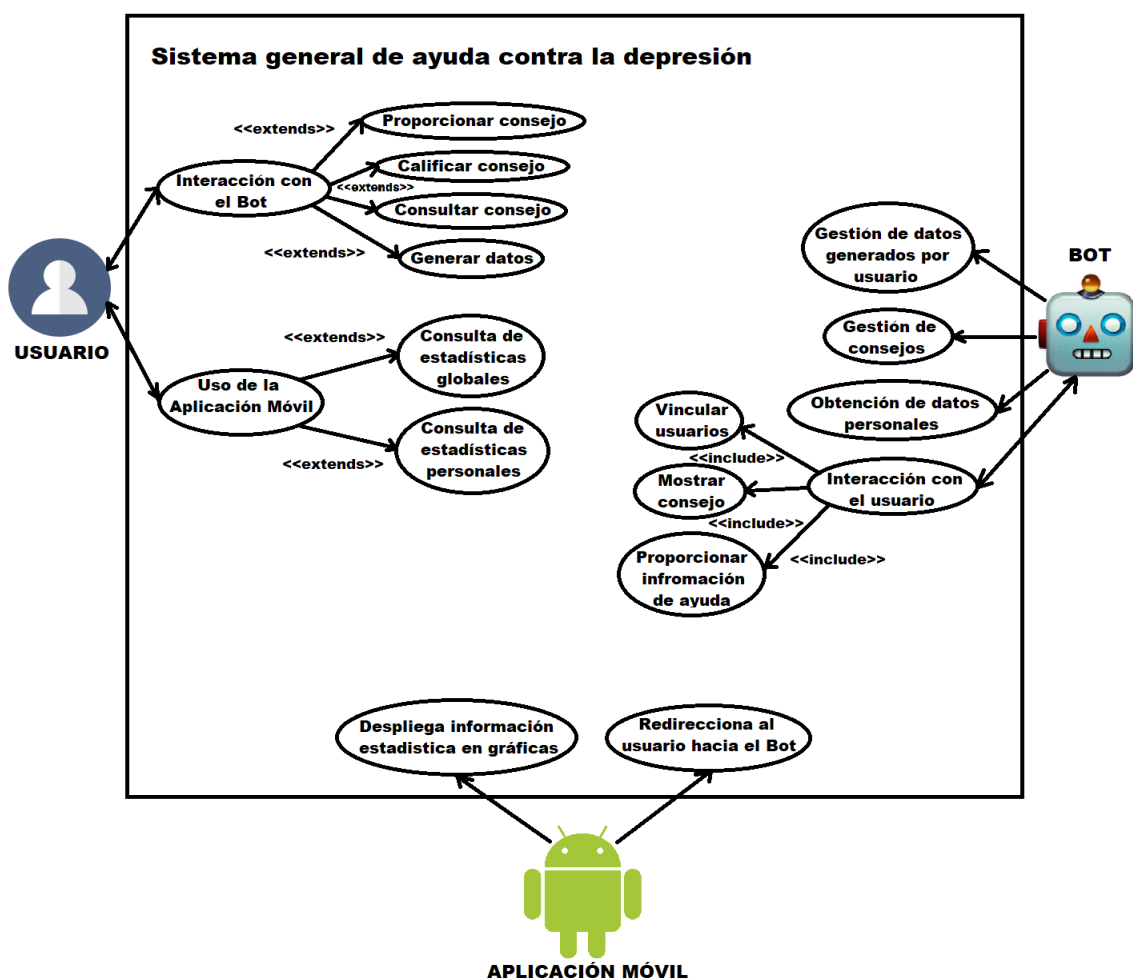 Sistema general de ayuda contra la depresión
<<extends>>
Proporcionar consejo
Interacción con
el Bot
Calificar consejo
<<extends>>
Consultar consejo
<<extends>>
Generar datos
USUARIO
<<extends>>
Consulta de
estadísticas
globales
Uso de la
Aplicación Móvil
<<extends>>
Consulta de
estadísticas
personales
Gestión de datos
generados por
usuario
BOT
Gestión de
consejos
Obtención de datos
personales
Vincular
usuarios
<<include>>
Mostrar
consejo
Interacción con
el usuario
<<include>>
Proporcionar
infromación
de ayuda
<<include>>
Despliega información
estadistica en gráficas
Redirecciona al
usuario hacia el Bot
APLICACIÓN MÓVIL